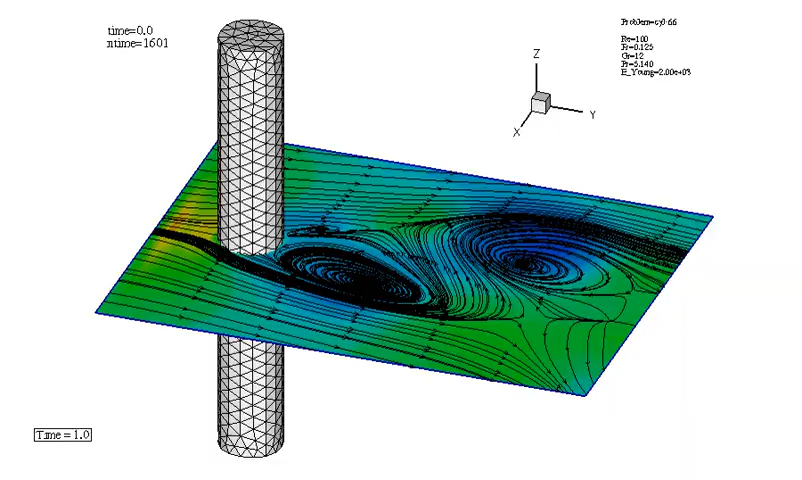 time=0.0
ntime=1601
Problem=cyl-66
Re=100
Fr=0.125
Gr=12
Pr=5.140
E_Young=2.00e+03
Z
Y
X
Time = 1.0